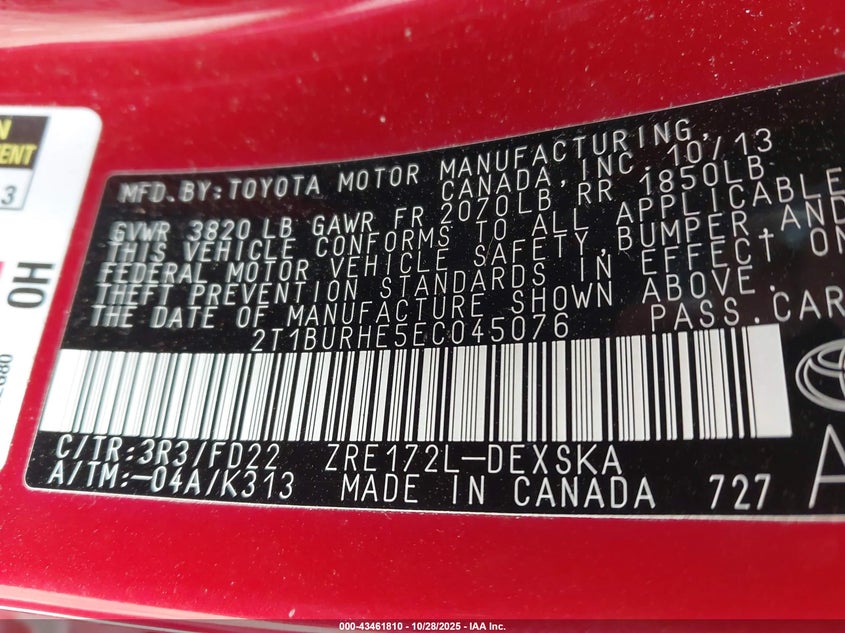 MFD.BY:TOYOTA MOTOR MANUFACTURING,
CANADA, INC. 10/13
GVWR 3820 LB GAWR FR 2070LB RR 1850LB
THIS VEHICLE CONFORMS TO ALL APPLICABLE
FEDERAL MOTOR VEHICLE SAFETY, BUMPER, AND
THEFT PREVENTION STANDARDS IN EFFECT ON
THE DATE OF MANUFACTURE SHOWN ABOVE.
2T1BURHE5EC045076 PASS.CAR
C/TR:3R3/FD22 ZRE172L-DEXSKA
A/TM:-04A/K313 MADE IN CANADA 727 A
3
HO
000-43461810 | 10/28/2025 - IAA Inc.